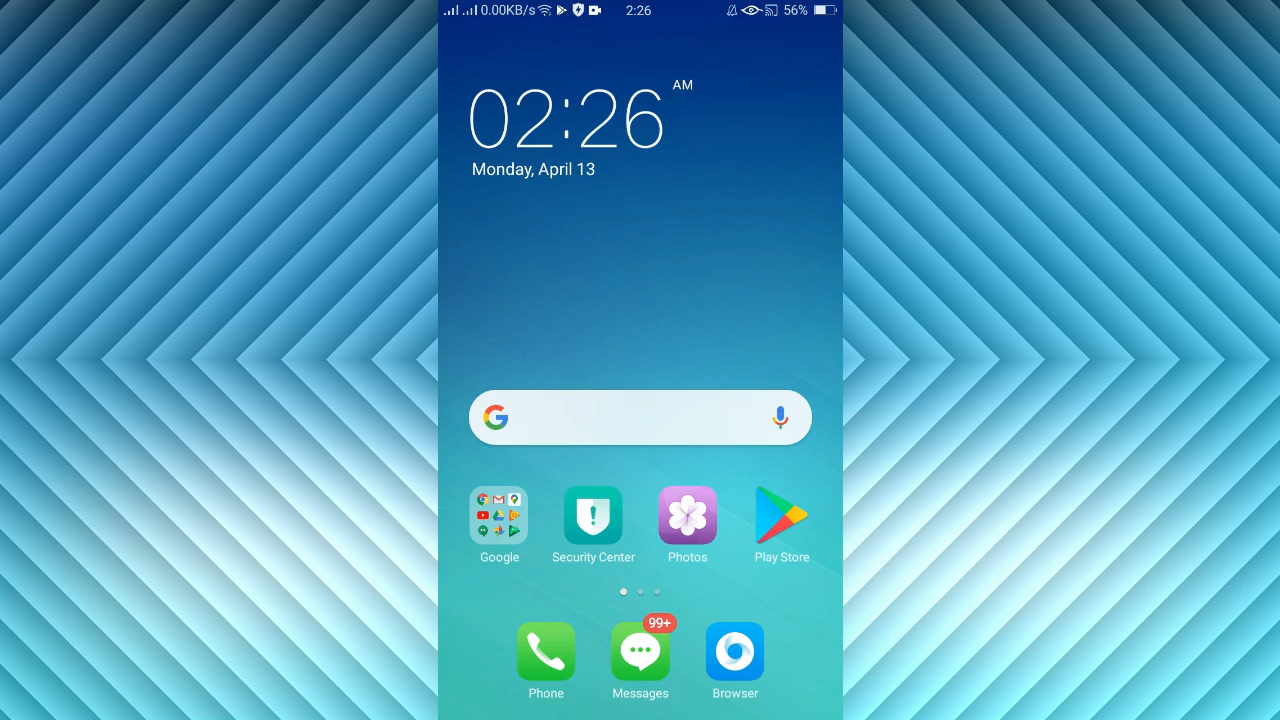 0.00KB/s 2:26 56%
AM
02:26
Monday, April 13
Google Security Center Photos Play Store
99+
Phone Messages Browser